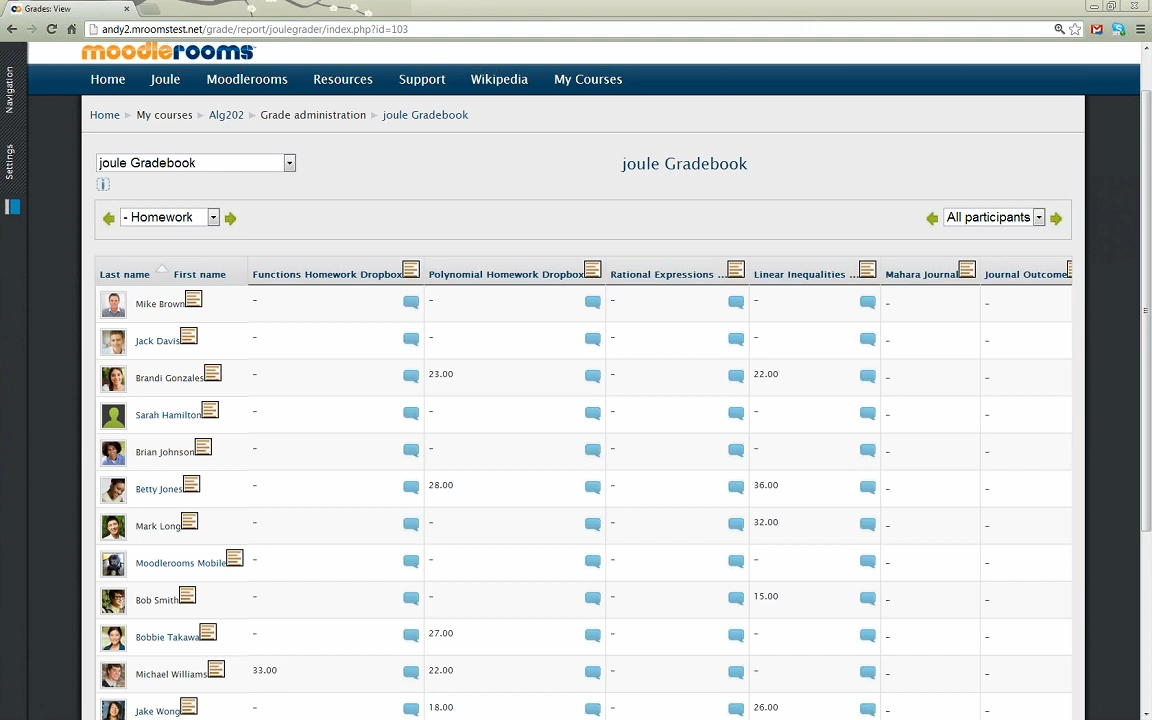 Grades: View
andy2.mroomstest.net/grade/report/joulegrader/index.php?id=103
moodlerooms
Navigation
Settings
Home Joule Moodlerooms Resources Support Wikipedia My Courses
Home My courses Alg202 Grade administration joule Gradebook
joule Gradebook
joule Gradebook
- Homework
All participants
Last name First name Functions Homework Dropbox Polynomial Homework Dropbox Rational Expressions ... Linear Inequalities ... Mahara Journal Journal Outcome
Mike Brown - - - - - -
Jack Davis - - - - - -
Brandi Gonzales - 23.00 - 22.00 - -
Sarah Hamilton - - - - - -
Brian Johnson - - - - - -
Betty Jones - 28.00 - 36.00 - -
Mark Long - - - 32.00 - -
Moodlerooms Mobile - - - - - -
Bob Smith - - - 15.00 - -
Bobbie Takawa - 27.00 - - - -
Michael Williams 33.00 22.00 - - - -
Jake Wong - 18.00 - 26.00 - -